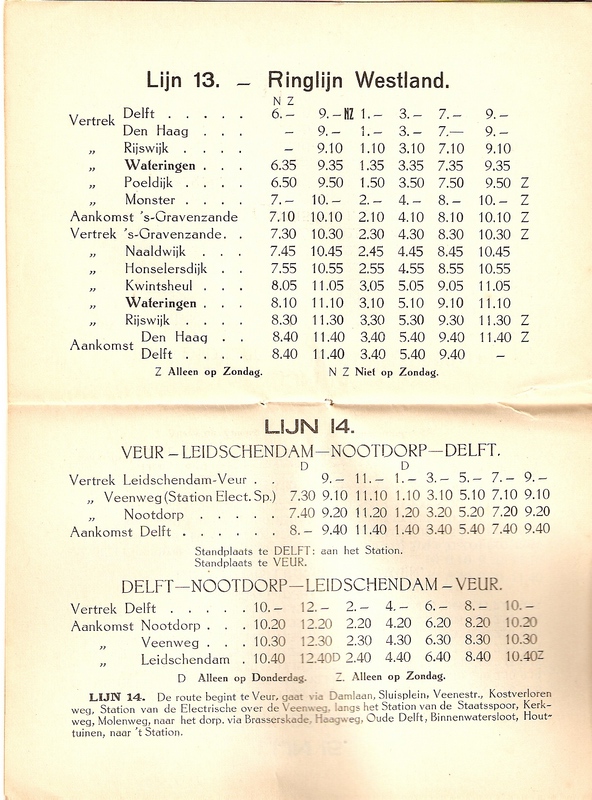 Lijn 13. — Ringlijn Westland.
N Z
Vertrek Delft . . . . . 6.– 9.– NZ 1.– 3.– 7.– 9.–
Den Haag . . . – 9.– 1.– 3.– 7.— 9.–
„ Rijswijk . . . . – 9.10 1.10 3.10 7.10 9.10
„ Wateringen . . . 6.35 9.35 1.35 3.35 7.35 9.35
„ Poeldijk . . . . 6.50 9.50 1.50 3.50 7.50 9.50 Z
„ Monster . . . . 7.– 10.– 2.– 4.– 8.– 10.– Z
Aankomst 's-Gravenzande 7.10 10.10 2.10 4.10 8.10 10.10 Z
Vertrek 's-Gravenzande. . 7.30 10.30 2.30 4.30 8.30 10.30 Z
„ Naaldwijk . . . 7.45 10.45 2.45 4.45 8.45 10.45
„ Honselersdijk . . 7.55 10.55 2.55 4.55 8.55 10.55
„ Kwintsheul . . . 8.05 11.05 3.05 5.05 9.05 11.05
„ Wateringen . . . 8.10 11.10 3.10 5.10 9.10 11.10
„ Rijswijk . . . . 8.30 11.30 3.30 5.30 9.30 11.30 Z
Aankomst Den Haag . . 8.40 11.40 3.40 5.40 9.40 11.40 Z
Delft . . . . 8.40 11.40 3.40 5.40 9.40 –
Z Alleen op Zondag. N Z Niet op Zondag.
LIJN 14.
VEUR – LEIDSCHENDAM—NOOTDORP—DELFT.
D D
Vertrek Leidschendam-Veur . . 9.– 11.– 1.– 3.– 5.– 7.– 9.–
„ Veenweg (Station Elect. Sp.) 7.30 9.10 11.10 1.10 3.10 5.10 7.10 9.10
„ Nootdorp . . . . . 7.40 9.20 11.20 1.20 3.20 5.20 7.20 9.20
Aankomst Delft . . . . . . 8.– 9.40 11.40 1.40 3.40 5.40 7.40 9.40
Standplaats te DELFT: aan het Station.
Standplaats te VEUR.
DELFT—NOOTDORP—LEIDSCHENDAM – VEUR.
Vertrek Delft . . . . . 10.– 12.– 2.– 4.– 6.– 8.– 10.–
Aankomst Nootdorp . . . 10.20 12.20 2.20 4.20 6.20 8.20 10.20
„ Veenweg . . . 10.30 12.30 2.30 4.30 6.30 8.30 10.30
„ Leidschendam . 10.40 12.40D 2.40 4.40 6.40 8.40 10.40Z
D Alleen op Donderdag. Z. Alleen op Zondag.
LIJN 14. De route begint te Veur, gaat via Damlaan, Sluisplein, Veenestr., Kostverloren
weg, Station van de Electrische over de Veenweg, langs het Station van de Staatsspoor, Kerk-
weg, Molenweg, naar het dorp. via Brasserskade, Haagweg, Oude Delft, Binnenwatersloot, Hout-
tuinen, naar 't Station.